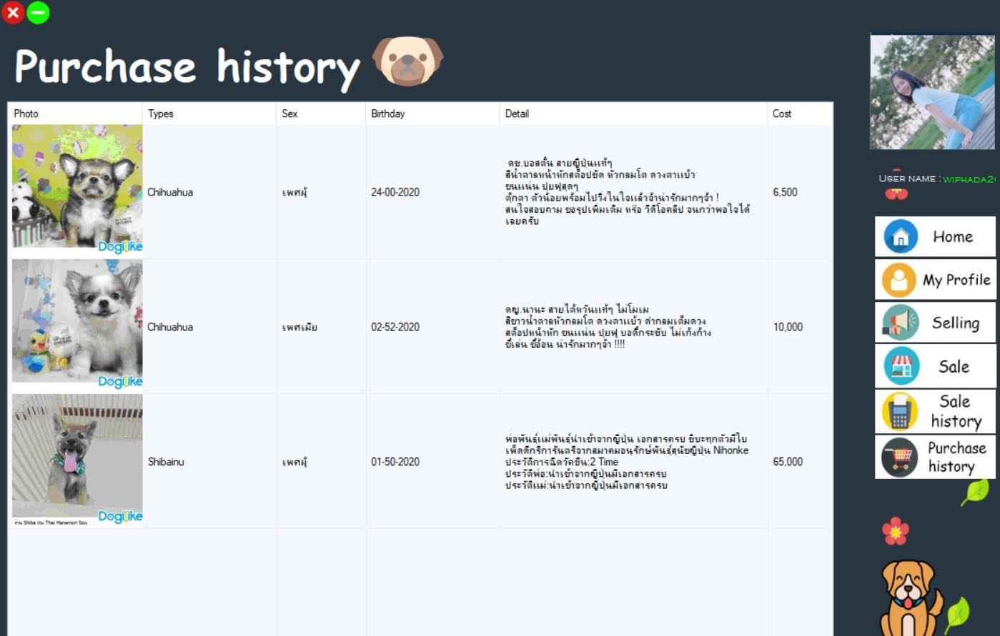 Purchase history
Photo Types Sex Birthday Detail Cost
Chihuahua เพศผู้ 24-00-2020
ดช.บอสตั้น สายญี่ปุ่นแท้ๆ
สีน้ำตาลหน้าหักสต็อปชัด หัวกลมโต ดวงตาแบ้ว
ขนแน่น ปุยฟูสุดๆ
ตุ๊กตา ตัวน้อยพร้อมไปวิ่งในใจแล้วจ้าน่ารักมากๆจ้า !
สนใจสอบถาม ขอรูปเพิ่มเติม หรือ วีดีโอคลิป จนกว่าพอใจได้
เลยครับ
6,500
Dogilike
Chihuahua เพศเมีย 02-52-2020
ดญ.นานะ สายไต้หวันแท้ๆ ไม่โมเม
สีขาวน้ำตาลหัวกลมโต ดวงตาแบ้ว ดำกลมเต็มดวง
สต็อปหน้าหัก ขนแน่น ปุยฟู บอดี้กระชับ ไม่เก้งก้าง
ขี้เล่น ขี้อ้อน น่ารักมากๆจ้า !!!!
10,000
Dogilike
Shibainu เพศผู้ 01-50-2020
พ่อพันธุ์แม่พันธุ์นำเข้าจากญี่ปุ่น เอกสารครบ ชิบะทุกตัวมีใบ
เพ็ดดีกรีการันตรีจากสมาคมอนุรักษ์พันธุ์สุนัขญี่ปุ่น Nihonke
ประวัติการฉีดวัคซีน:2 Time
ประวัติพ่อ:นำเข้าจากญี่ปุ่นมีเอกสารครบ
ประวัติแม่:นำเข้าจากญี่ปุ่นมีเอกสารครบ
65,000
Dogilike
ร้าน Shiba inu Thai Hanamori Sou
User name : wiphada2
Home
My Profile
Selling
Sale
Sale
history
Purchase
history